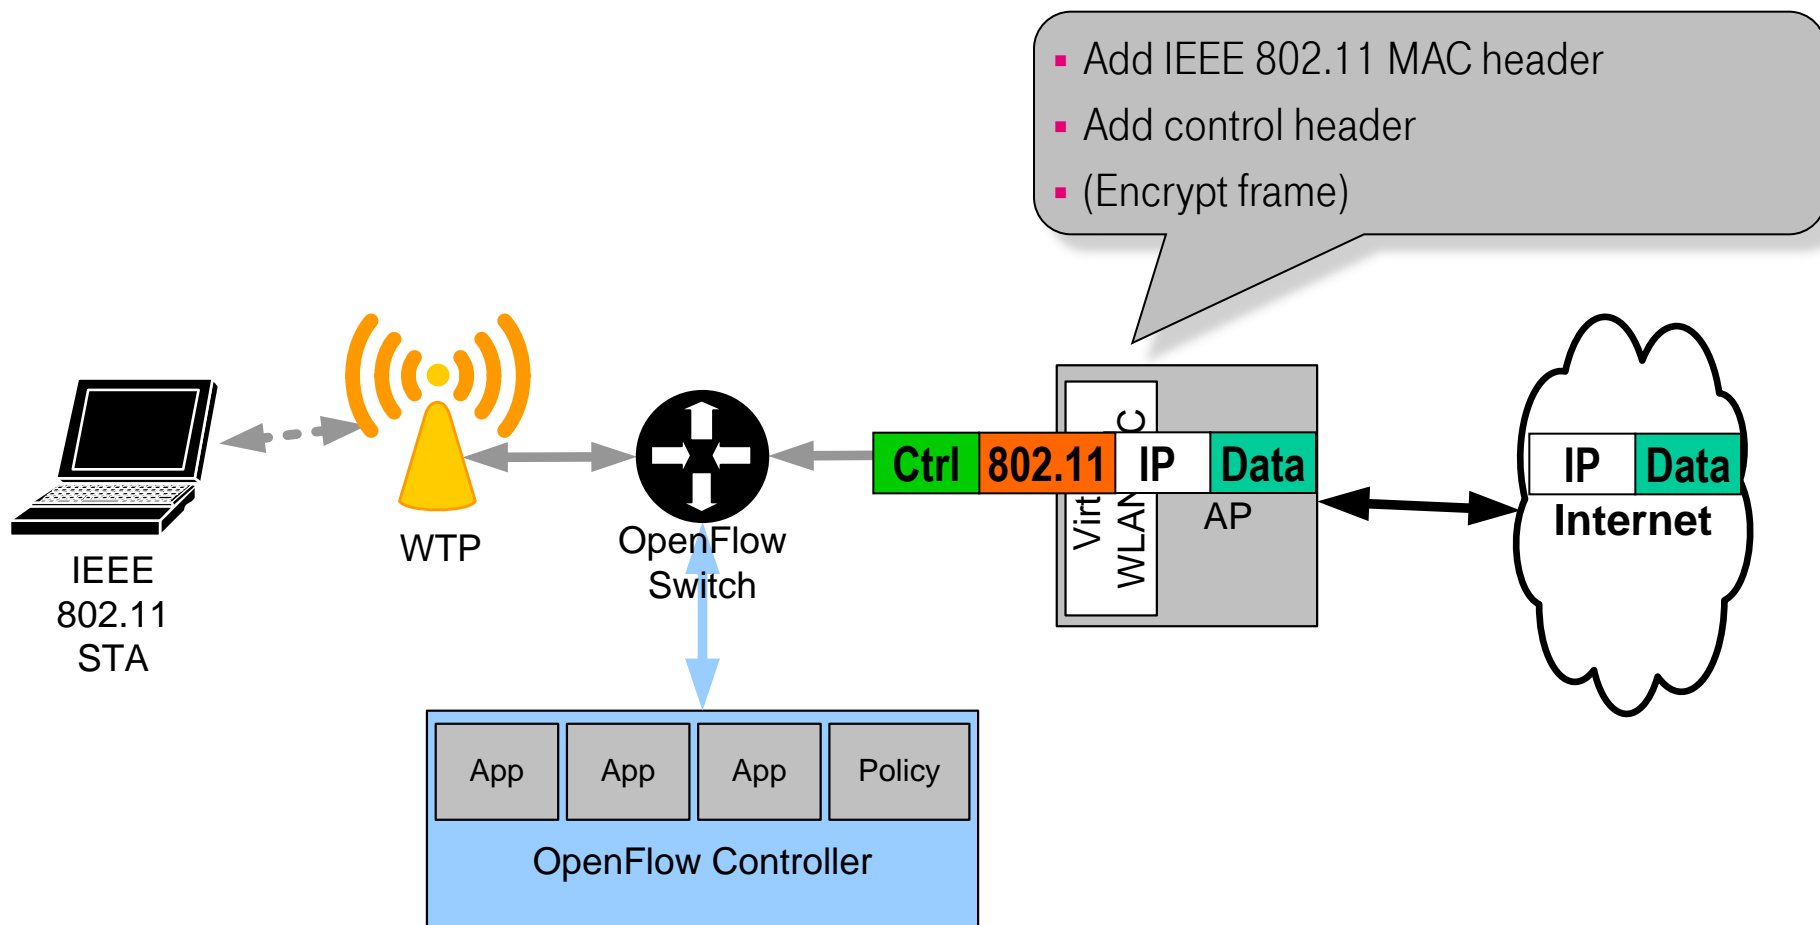 ▪ Add IEEE 802.11 MAC header
▪ Add control header
▪ (Encrypt frame)
IEEE
802.11
STA
WTP
OpenFlow
Switch
Ctrl 802.11 IP Data
WLAN
AP
IP Data
Internet
App App App Policy
OpenFlow Controller